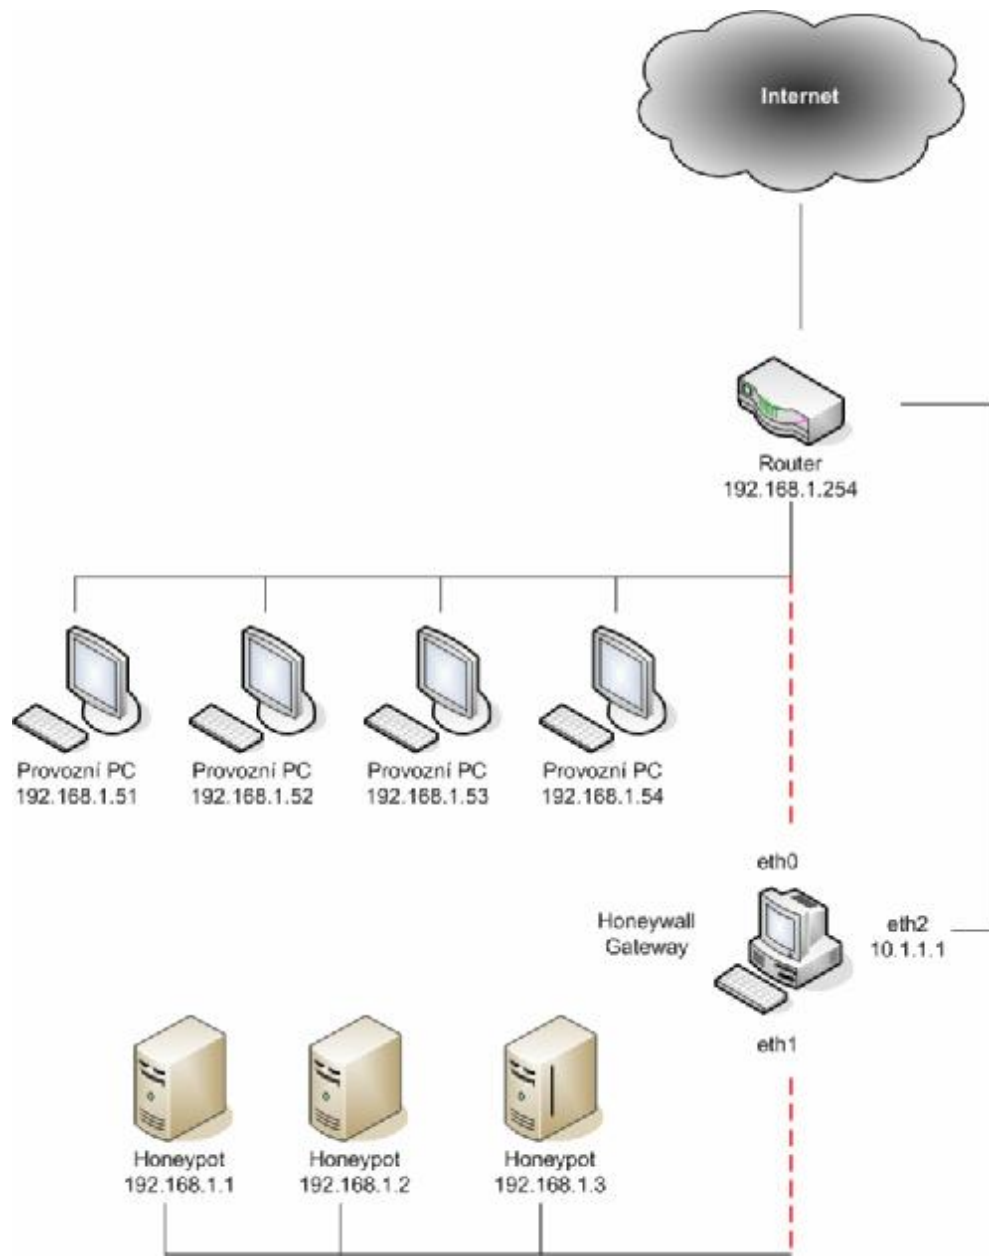 Internet
Router
192.168.1.254
Provozní PC
192.168.1.51
Provozní PC
192.168.1.52
Provozní PC
192.168.1.53
Provozní PC
192.168.1.54
eth0
Honeywall
Gateway
eth2
10.1.1.1
eth1
Honeypot
192.168.1.1
Honeypot
192.168.1.2
Honeypot
192.168.1.3